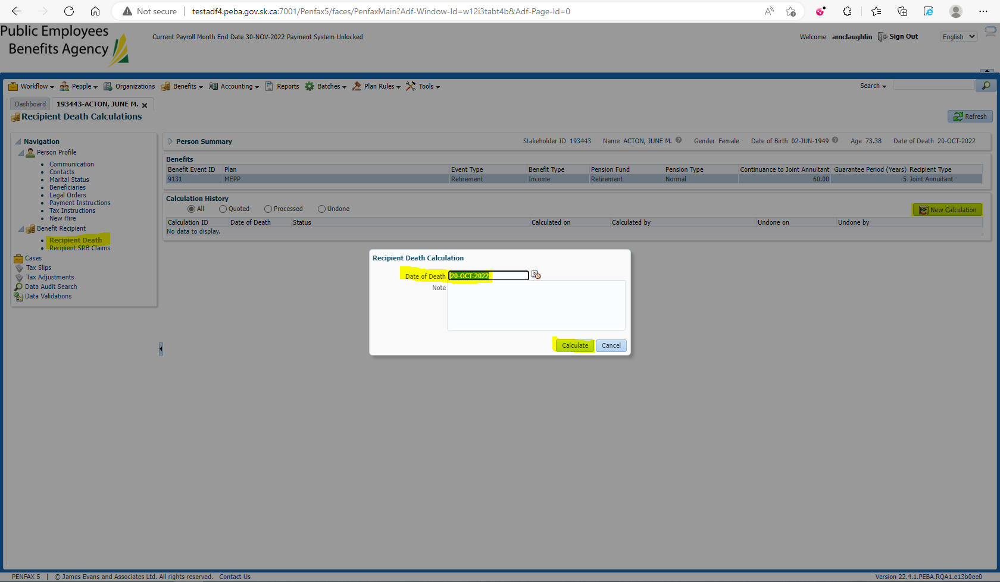 Not secure | testadf4.peba.gov.sk.ca:7001/Penfax5/faces/PenfaxMain?Adf-Window-Id=w12i3tabt4b&Adf-Page-Id=0
Public Employees
Benefits Agency
Current Payroll Month End Date 30-NOV-2022 Payment System Unlocked
Welcome amclaughlin Sign Out English
Workflow People Organizations Benefits Accounting Reports Batches Plan Rules Tools Search
Dashboard 193443-ACTON, JUNE M.
Recipient Death Calculations Refresh
Navigation
Person Profile
Communication
Contacts
Marital Status
Beneficiaries
Legal Orders
Payment Instructions
Tax Instructions
New Hire
Benefit Recipient
Recipient Death
Recipient SRB Claims
Cases
Tax Slips
Tax Adjustments
Data Audit Search
Data Validations
Person Summary Stakeholder ID 193443 Name ACTON, JUNE M. Gender Female Date of Birth 02-JUN-1949 Age 73.38 Date of Death 20-OCT-2022
Benefits
Benefit Event ID Plan Event Type Benefit Type Pension Fund Pension Type Continuance to Joint Annuitant Guarantee Period (Years) Recipient Type
9131 MEPP Retirement Income Retirement Normal 60.00 5 Joint Annuitant
Calculation History
All Quoted Processed Undone New Calculation
Calculation ID Date of Death Status Calculated on Calculated by Undone on Undone by
No data to display.
Recipient Death Calculation
Date of Death 20-OCT-2022
Note
Calculate Cancel
PENFAX 5 | © James Evans and Associates Ltd. All rights reserved. Contact Us Version 22.4.1.PEBA.RQA1.e13b0ee0